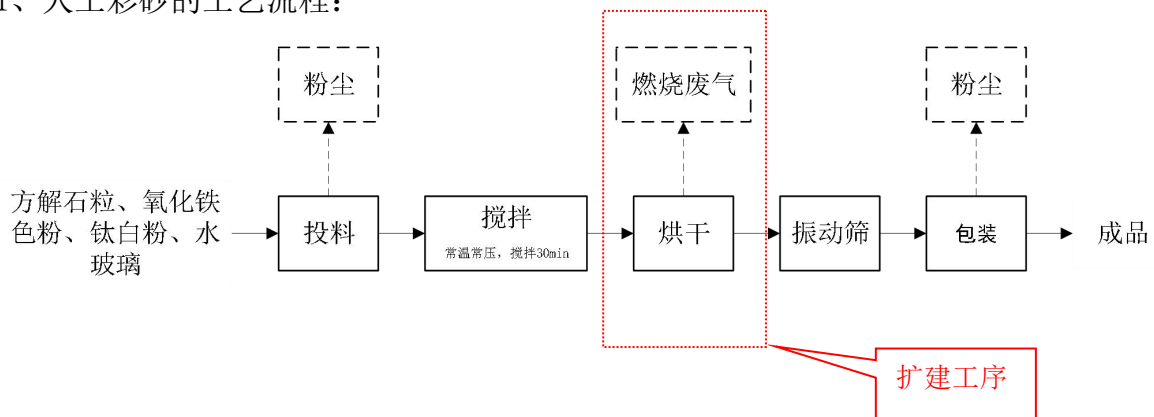 1、人工彩砂的工艺流程：
粉尘
燃烧废气
粉尘
方解石粒、氧化铁
色粉、钛白粉、水
玻璃
投料
搅拌
常温常压，搅拌30min
烘干
振动筛
包装
成品
扩建工序